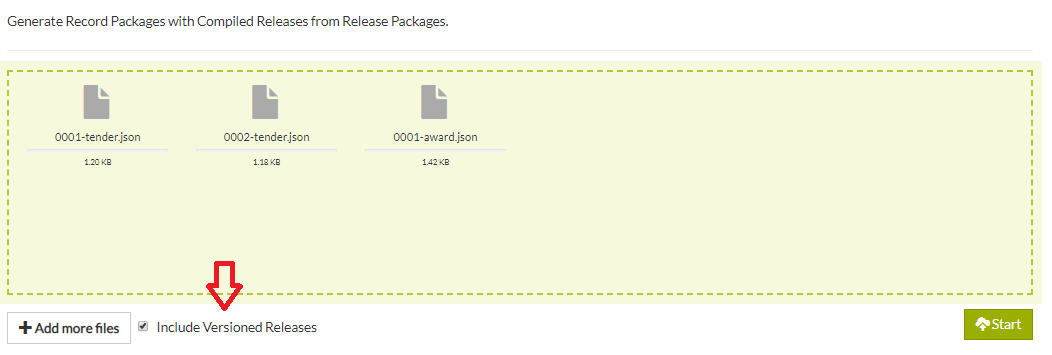 Generate Record Packages with Compiled Releases from Release Packages.
0001-tender.json 0002-tender.json 0001-award.json
1.20 KB 1.18 KB 1.42 KB
Add more files Include Versioned Releases Start